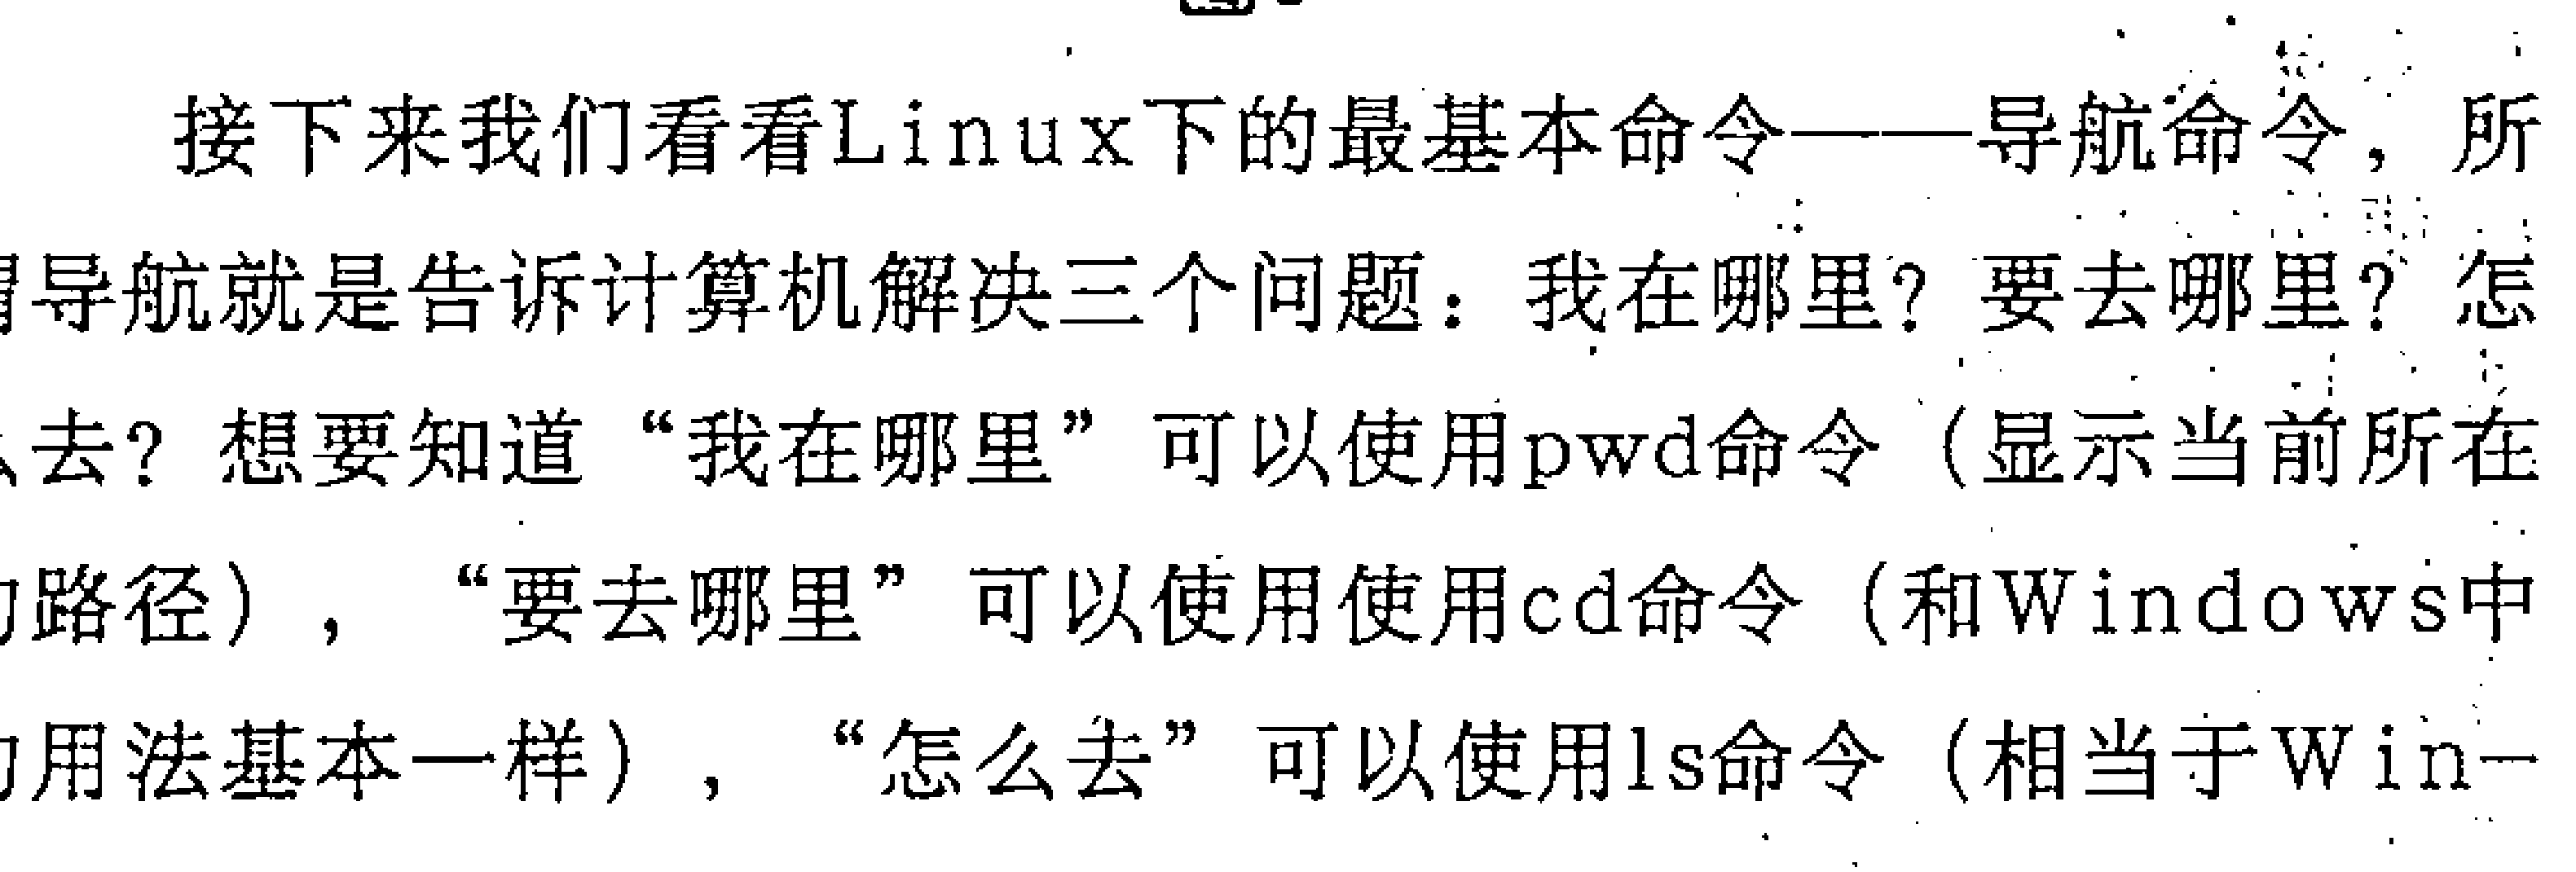 接下来我们看看Linux下的最基本命令——导航命令，所
谓导航就是告诉计算机解决三个问题：我在哪里？要去哪里？怎
么去？想要知道“我在哪里”可以使用pwd命令（显示当前所在
的路径），“要去哪里”可以使用使用cd命令（和Windows中
的用法基本一样），“怎么去”可以使用ls命令（相当于Win-